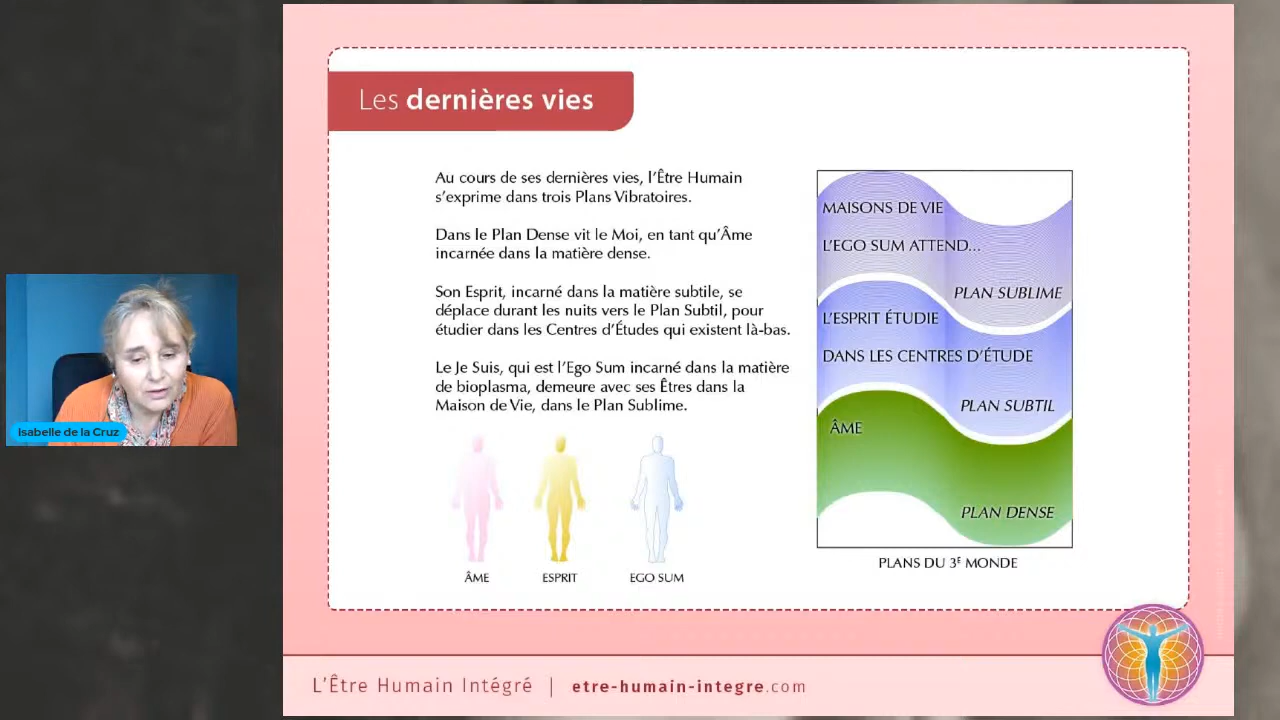 Les dernières vies
Au cours de ses dernières vies, l'Être Humain
s'exprime dans trois Plans Vibratoires.
Dans le Plan Dense vit le Moi, en tant qu'Âme
incarnée dans la matière dense.
Son Esprit, incarné dans la matière subtile, se
déplace durant les nuits vers le Plan Subtil, pour
étudier dans les Centres d'Études qui existent là-bas.
Le Je Suis, qui est l'Ego Sum incarné dans la matière
de bioplasma, demeure avec ses Êtres dans la
Maison de Vie, dans le Plan Sublime.
ÂME
ESPRIT
EGO SUM
MAISONS DE VIE
L'EGO SUM ATTEND...
PLAN SUBLIME
L'ESPRIT ÉTUDIE
DANS LES CENTRES D'ÉTUDE
PLAN SUBTIL
ÂME
PLAN DENSE
PLANS DU 3E MONDE
Isabelle de la Cruz
L'Être Humain Intégré | etre-humain-integre.com